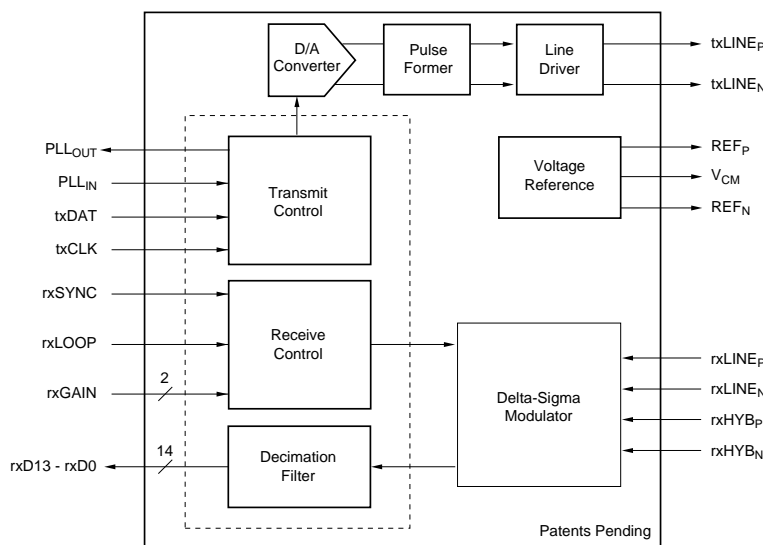 D/A
Converter
Pulse
Former
Line
Driver
txLINEP
txLINEN
PLLOUT
PLLIN
txDAT
txCLK
Transmit
Control
Voltage
Reference
REFP
VCM
REFN
rxSYNC
rxLOOP
rxGAIN
2
Receive
Control
Delta-Sigma
Modulator
rxLINEP
rxLINEN
rxHYBP
rxHYBN
rxD13 - rxD0
14
Decimation
Filter
Patents Pending